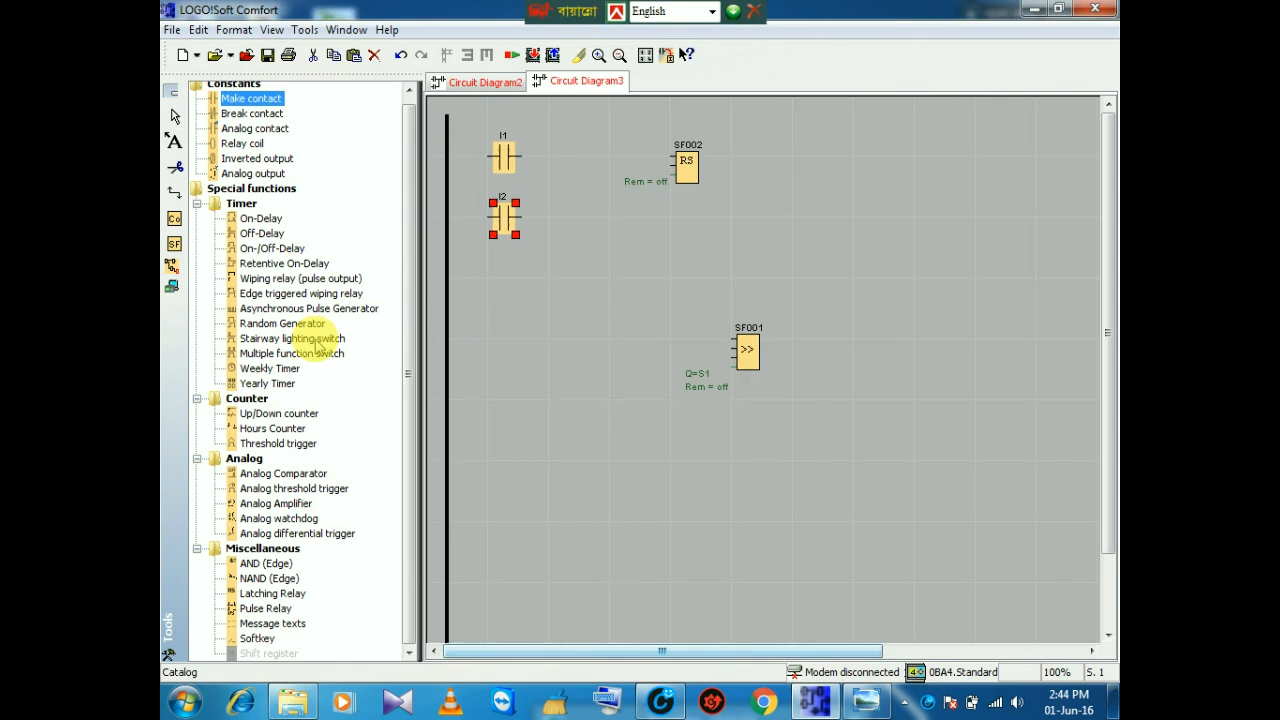 LOGO!Soft Comfort
বায়ান্নো
English
File Edit Format View Tools Window Help
Constants
Make contact
Break contact
Analog contact
Relay coil
Inverted output
Analog output
Special functions
Timer
On-Delay
Off-Delay
On-/Off-Delay
Retentive On-Delay
Wiping relay (pulse output)
Edge triggered wiping relay
Asynchronous Pulse Generator
Random Generator
Stairway lighting switch
Multiple function switch
Weekly Timer
Yearly Timer
Counter
Up/Down counter
Hours Counter
Threshold trigger
Analog
Analog Comparator
Analog threshold trigger
Analog Amplifier
Analog watchdog
Analog differential trigger
Miscellaneous
AND (Edge)
NAND (Edge)
Latching Relay
Pulse Relay
Message texts
Softkey
Shift register
Co
SF
Tools
Circuit Diagram2 Circuit Diagram3
I1
SF002
RS
Rem = off
I2
SF001
>>
Q=S1
Rem = off
Catalog
Modem disconnected
0BA4.Standard
100%
S. 1
2:44 PM
01-Jun-16